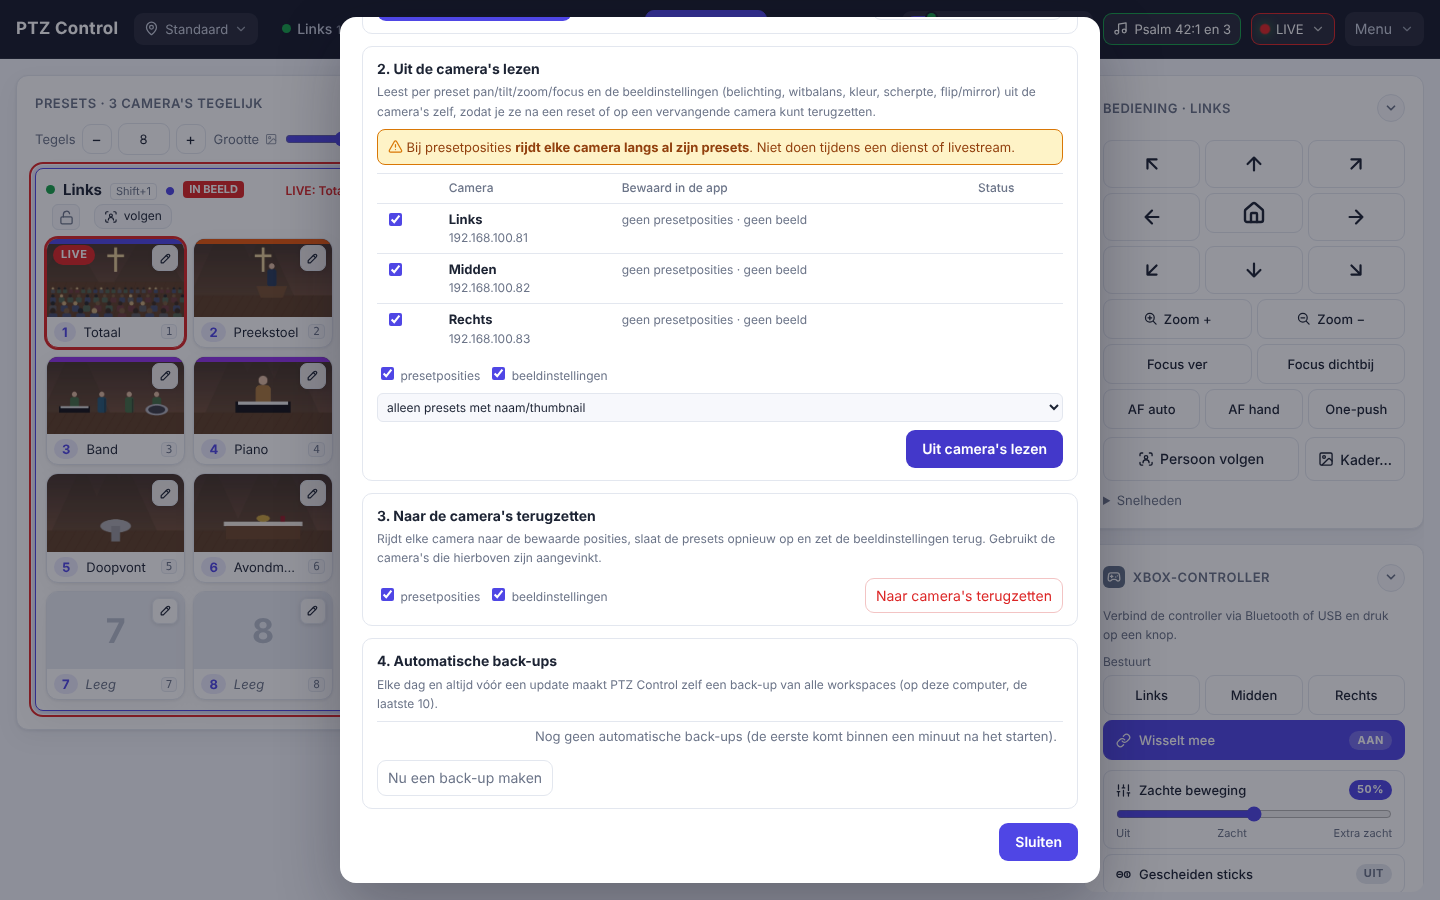 PTZ Control
Standaard
Links
Psalm 42:1 en 3
LIVE
Menu
PRESETS · 3 CAMERA'S TEGELIJK
Tegels
−
8
+
Grootte
Links
Shift+1
IN BEELD
LIVE: Tota
volgen
LIVE
1 Totaal 1
2 Preekstoel 2
3 Band 3
4 Piano 4
5 Doopvont 5
6 Avondm... 6
7
8
7 Leeg 7
8 Leeg 8
2. Uit de camera's lezen
Leest per preset pan/tilt/zoom/focus en de beeldinstellingen (belichting, witbalans, kleur, scherpte, flip/mirror) uit de
camera's zelf, zodat je ze na een reset of op een vervangende camera kunt terugzetten.
Bij presetposities rijdt elke camera langs al zijn presets. Niet doen tijdens een dienst of livestream.
Camera
Bewaard in de app
Status
Links
geen presetposities · geen beeld
192.168.100.81
Midden
geen presetposities · geen beeld
192.168.100.82
Rechts
geen presetposities · geen beeld
192.168.100.83
presetposities
beeldinstellingen
alleen presets met naam/thumbnail
Uit camera's lezen
3. Naar de camera's terugzetten
Rijdt elke camera naar de bewaarde posities, slaat de presets opnieuw op en zet de beeldinstellingen terug. Gebruikt de
camera's die hierboven zijn aangevinkt.
presetposities
beeldinstellingen
Naar camera's terugzetten
4. Automatische back-ups
Elke dag en altijd vóór een update maakt PTZ Control zelf een back-up van alle workspaces (op deze computer, de
laatste 10).
Nog geen automatische back-ups (de eerste komt binnen een minuut na het starten).
Nu een back-up maken
Sluiten
BEDIENING · LINKS
Zoom +
Zoom −
Focus ver
Focus dichtbij
AF auto
AF hand
One-push
Persoon volgen
Kader...
Snelheden
XBOX-CONTROLLER
Verbind de controller via Bluetooth of USB en druk
op een knop.
Bestuurt
Links
Midden
Rechts
Wisselt mee
AAN
Zachte beweging
50%
Uit
Zacht
Extra zacht
Gescheiden sticks
UIT